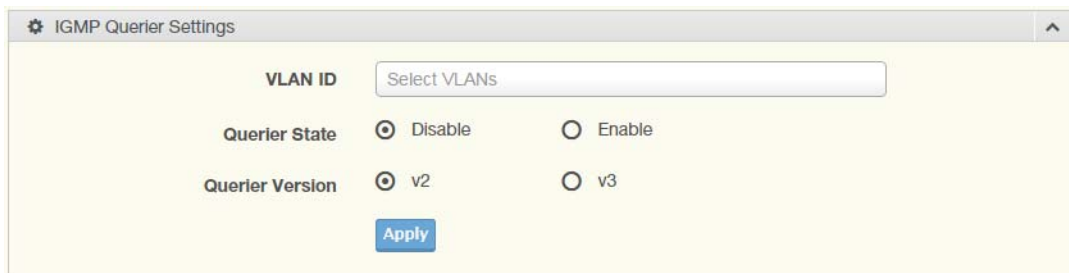 IGMP Querier Settings
VLAN ID Select VLANs
Querier State Disable Enable
Querier Version v2 v3
Apply